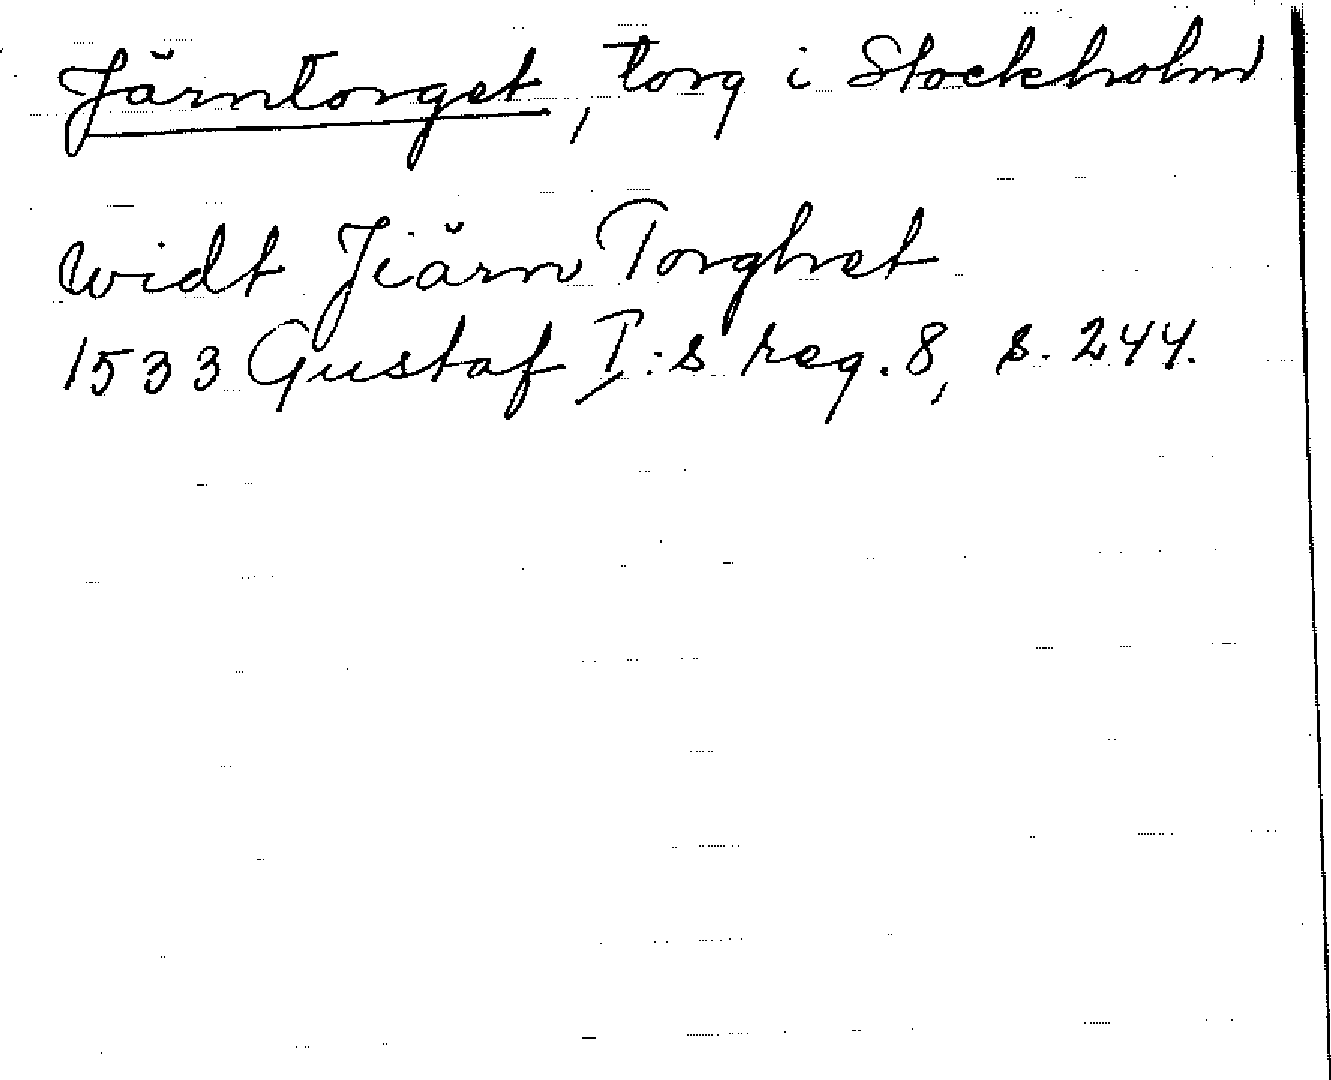 Järntorget, torg i Stockholm
widt Jiärn Torghet
1533 Gustaf I:s reg. 8, s. 244.